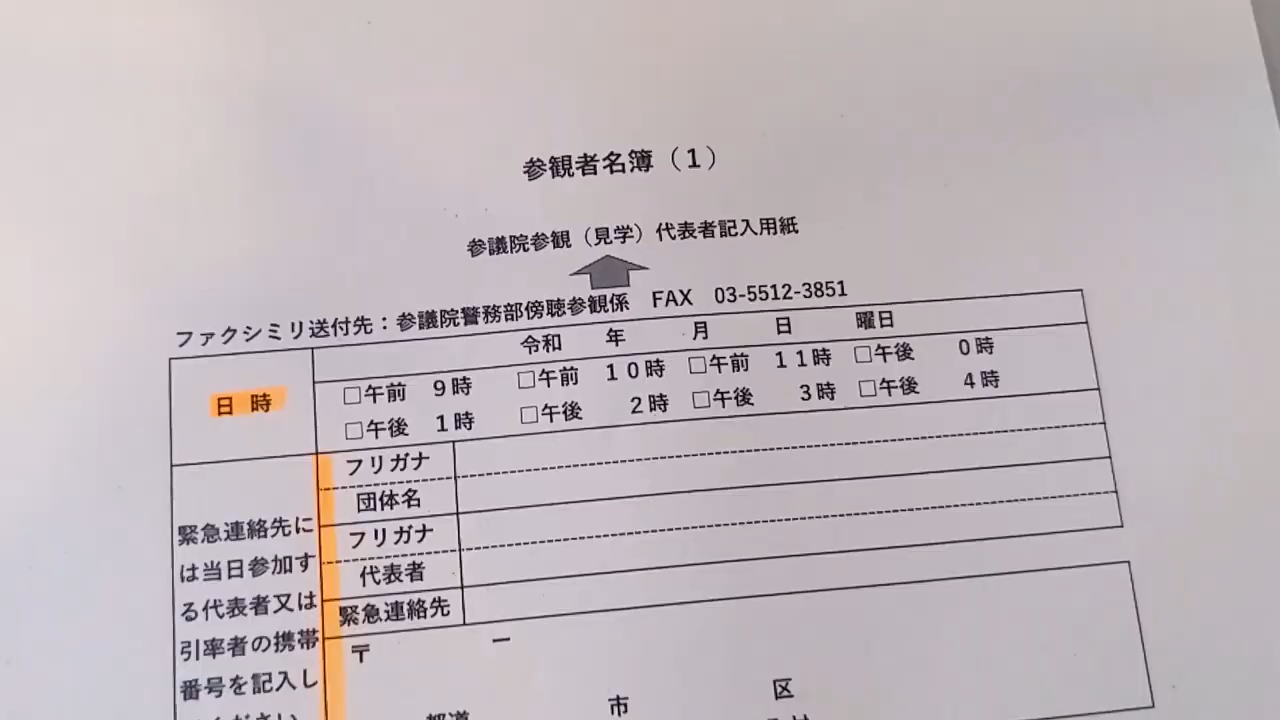 参観者名簿（1）
参議院参観（見学）代表者記入用紙
ファクシミリ送付先：参議院警務部傍聴参観係　FAX　03-5512-3851
日 時
令和　年　月　日　曜日
□午前　9時　□午前　10時　□午前　11時　□午後　0時
□午後　1時　□午後　2時　□午後　3時　□午後　4時
緊急連絡先に
は当日参加す
る代表者又は
引率者の携帯
番号を記入し
フリガナ
団体名
フリガナ
代表者
緊急連絡先
〒　ー
都道　市　区